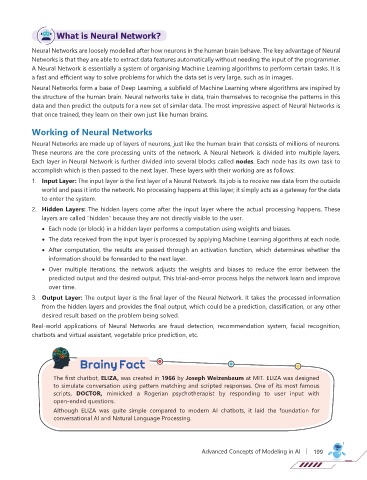 What is Neural Network?
Neural Networks are loosely modelled after how neurons in the human brain behave. The key advantage of Neural
Networks is that they are able to extract data features automatically without needing the input of the programmer.
A Neural Network is essentially a system of organising Machine Learning algorithms to perform certain tasks. It is
a fast and efficient way to solve problems for which the data set is very large, such as in images.
Neural Networks form a base of Deep Learning, a subfield of Machine Learning where algorithms are inspired by
the structure of the human brain. Neural networks take in data, train themselves to recognise the patterns in this
data and then predict the outputs for a new set of similar data. The most impressive aspect of Neural Networks is
that once trained, they learn on their own just like human brains.
Working of Neural Networks
Neural Networks are made up of layers of neurons, just like the human brain that consists of millions of neurons.
These neurons are the core processing units of the network. A Neural Network is divided into multiple layers.
Each layer in Neural Network is further divided into several blocks called nodes. Each node has its own task to
accomplish which is then passed to the next layer. These layers with their working are as follows:
1. Input Layer: The input layer is the first layer of a Neural Network. Its job is to receive raw data from the outside
world and pass it into the network. No processing happens at this layer; it simply acts as a gateway for the data
to enter the system.
2. Hidden Layers: The hidden layers come after the input layer where the actual processing happens. These
layers are called 'hidden' because they are not directly visible to the user.
• Each node (or block) in a hidden layer performs a computation using weights and biases.
• The data received from the input layer is processed by applying Machine Learning algorithms at each node.
• After computation, the results are passed through an activation function, which determines whether the
information should be forwarded to the next layer.
• Over multiple iterations, the network adjusts the weights and biases to reduce the error between the
predicted output and the desired output. This trial-and-error process helps the network learn and improve
over time.
3. Output Layer: The output layer is the final layer of the Neural Network. It takes the processed information
from the hidden layers and provides the final output, which could be a prediction, classification, or any other
desired result based on the problem being solved.
Real-world applications of Neural Networks are fraud detection, recommendation system, facial recognition,
chatbots and virtual assistant, vegetable price prediction, etc.
Brainy Fact
The first chatbot, ELIZA, was created in 1966 by Joseph Weizenbaum at MIT. ELIZA was designed
to simulate conversation using pattern matching and scripted responses. One of its most famous
scripts, DOCTOR, mimicked a Rogerian psychotherapist by responding to user input with
open-ended questions.
Although ELIZA was quite simple compared to modern AI chatbots, it laid the foundation for
conversational AI and Natural Language Processing.
Advanced Concepts of Modeling in AI | 199